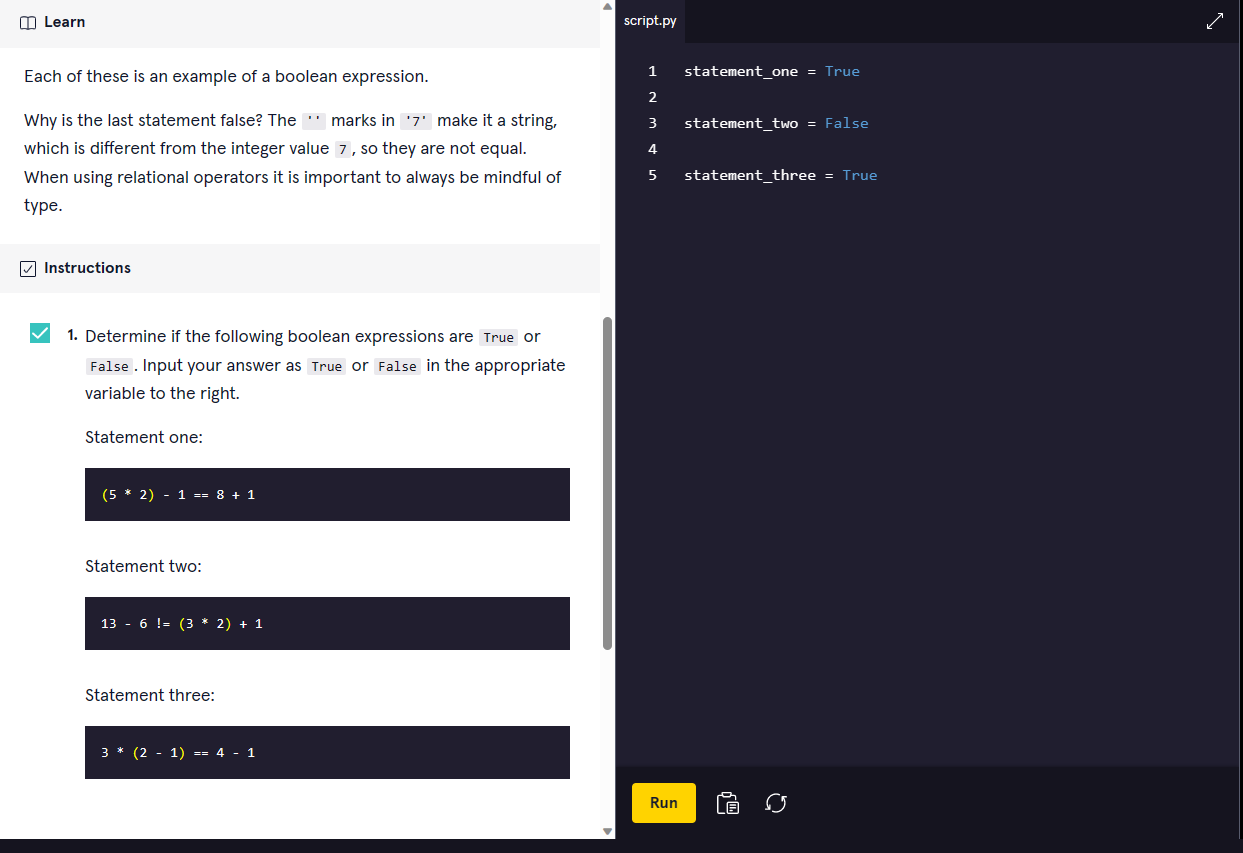 Learn
Each of these is an example of a boolean expression.
Why is the last statement false? The '' marks in '7' make it a string,
which is different from the integer value 7, so they are not equal.
When using relational operators it is important to always be mindful of
type.
Instructions
1. Determine if the following boolean expressions are True or
False. Input your answer as True or False in the appropriate
variable to the right.
Statement one:
(5 * 2) - 1 == 8 + 1
Statement two:
13 - 6 != (3 * 2) + 1
Statement three:
3 * (2 - 1) == 4 - 1
script.py
1 statement_one = True
2
3 statement_two = False
4
5 statement_three = True
Run